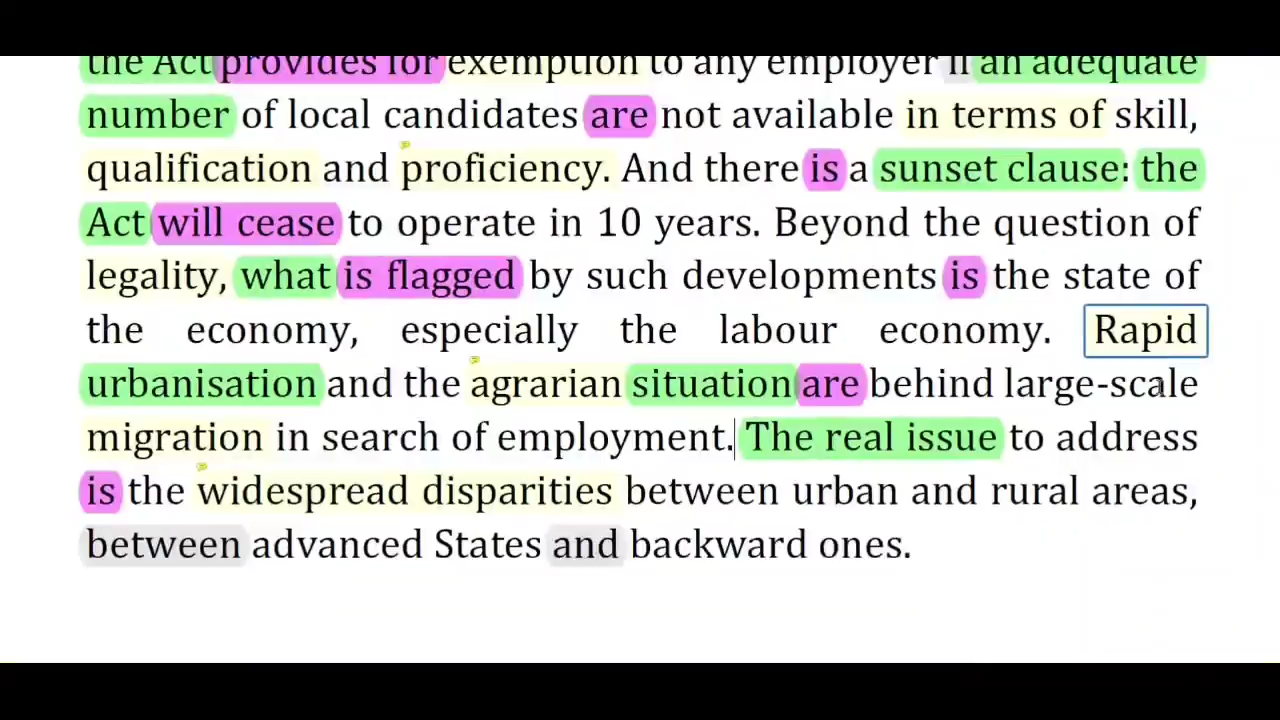 the Act provides for exemption to any employer if an adequate
number of local candidates are not available in terms of skill,
qualification and proficiency. And there is a sunset clause: the
Act will cease to operate in 10 years. Beyond the question of
legality, what is flagged by such developments is the state of
the economy, especially the labour economy. Rapid
urbanisation and the agrarian situation are behind large-scale
migration in search of employment. The real issue to address
is the widespread disparities between urban and rural areas,
between advanced States and backward ones.